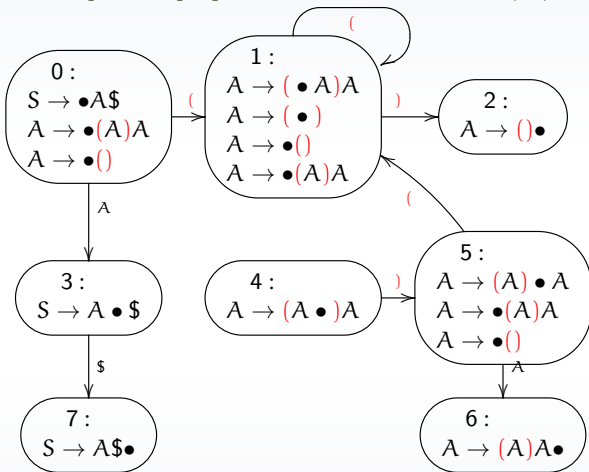 (
0:
S → •A$
A → •(A)A
A → •()
(
1:
A → ( • A)A
A → ( • )
A → •()
A → •(A)A
)
2:
A → ()•
A
(
3:
S → A • $
4:
A → (A • )A
)
5:
A → (A) • A
A → •(A)A
A → •()
$
A
7:
S → A$•
6:
A → (A)A•